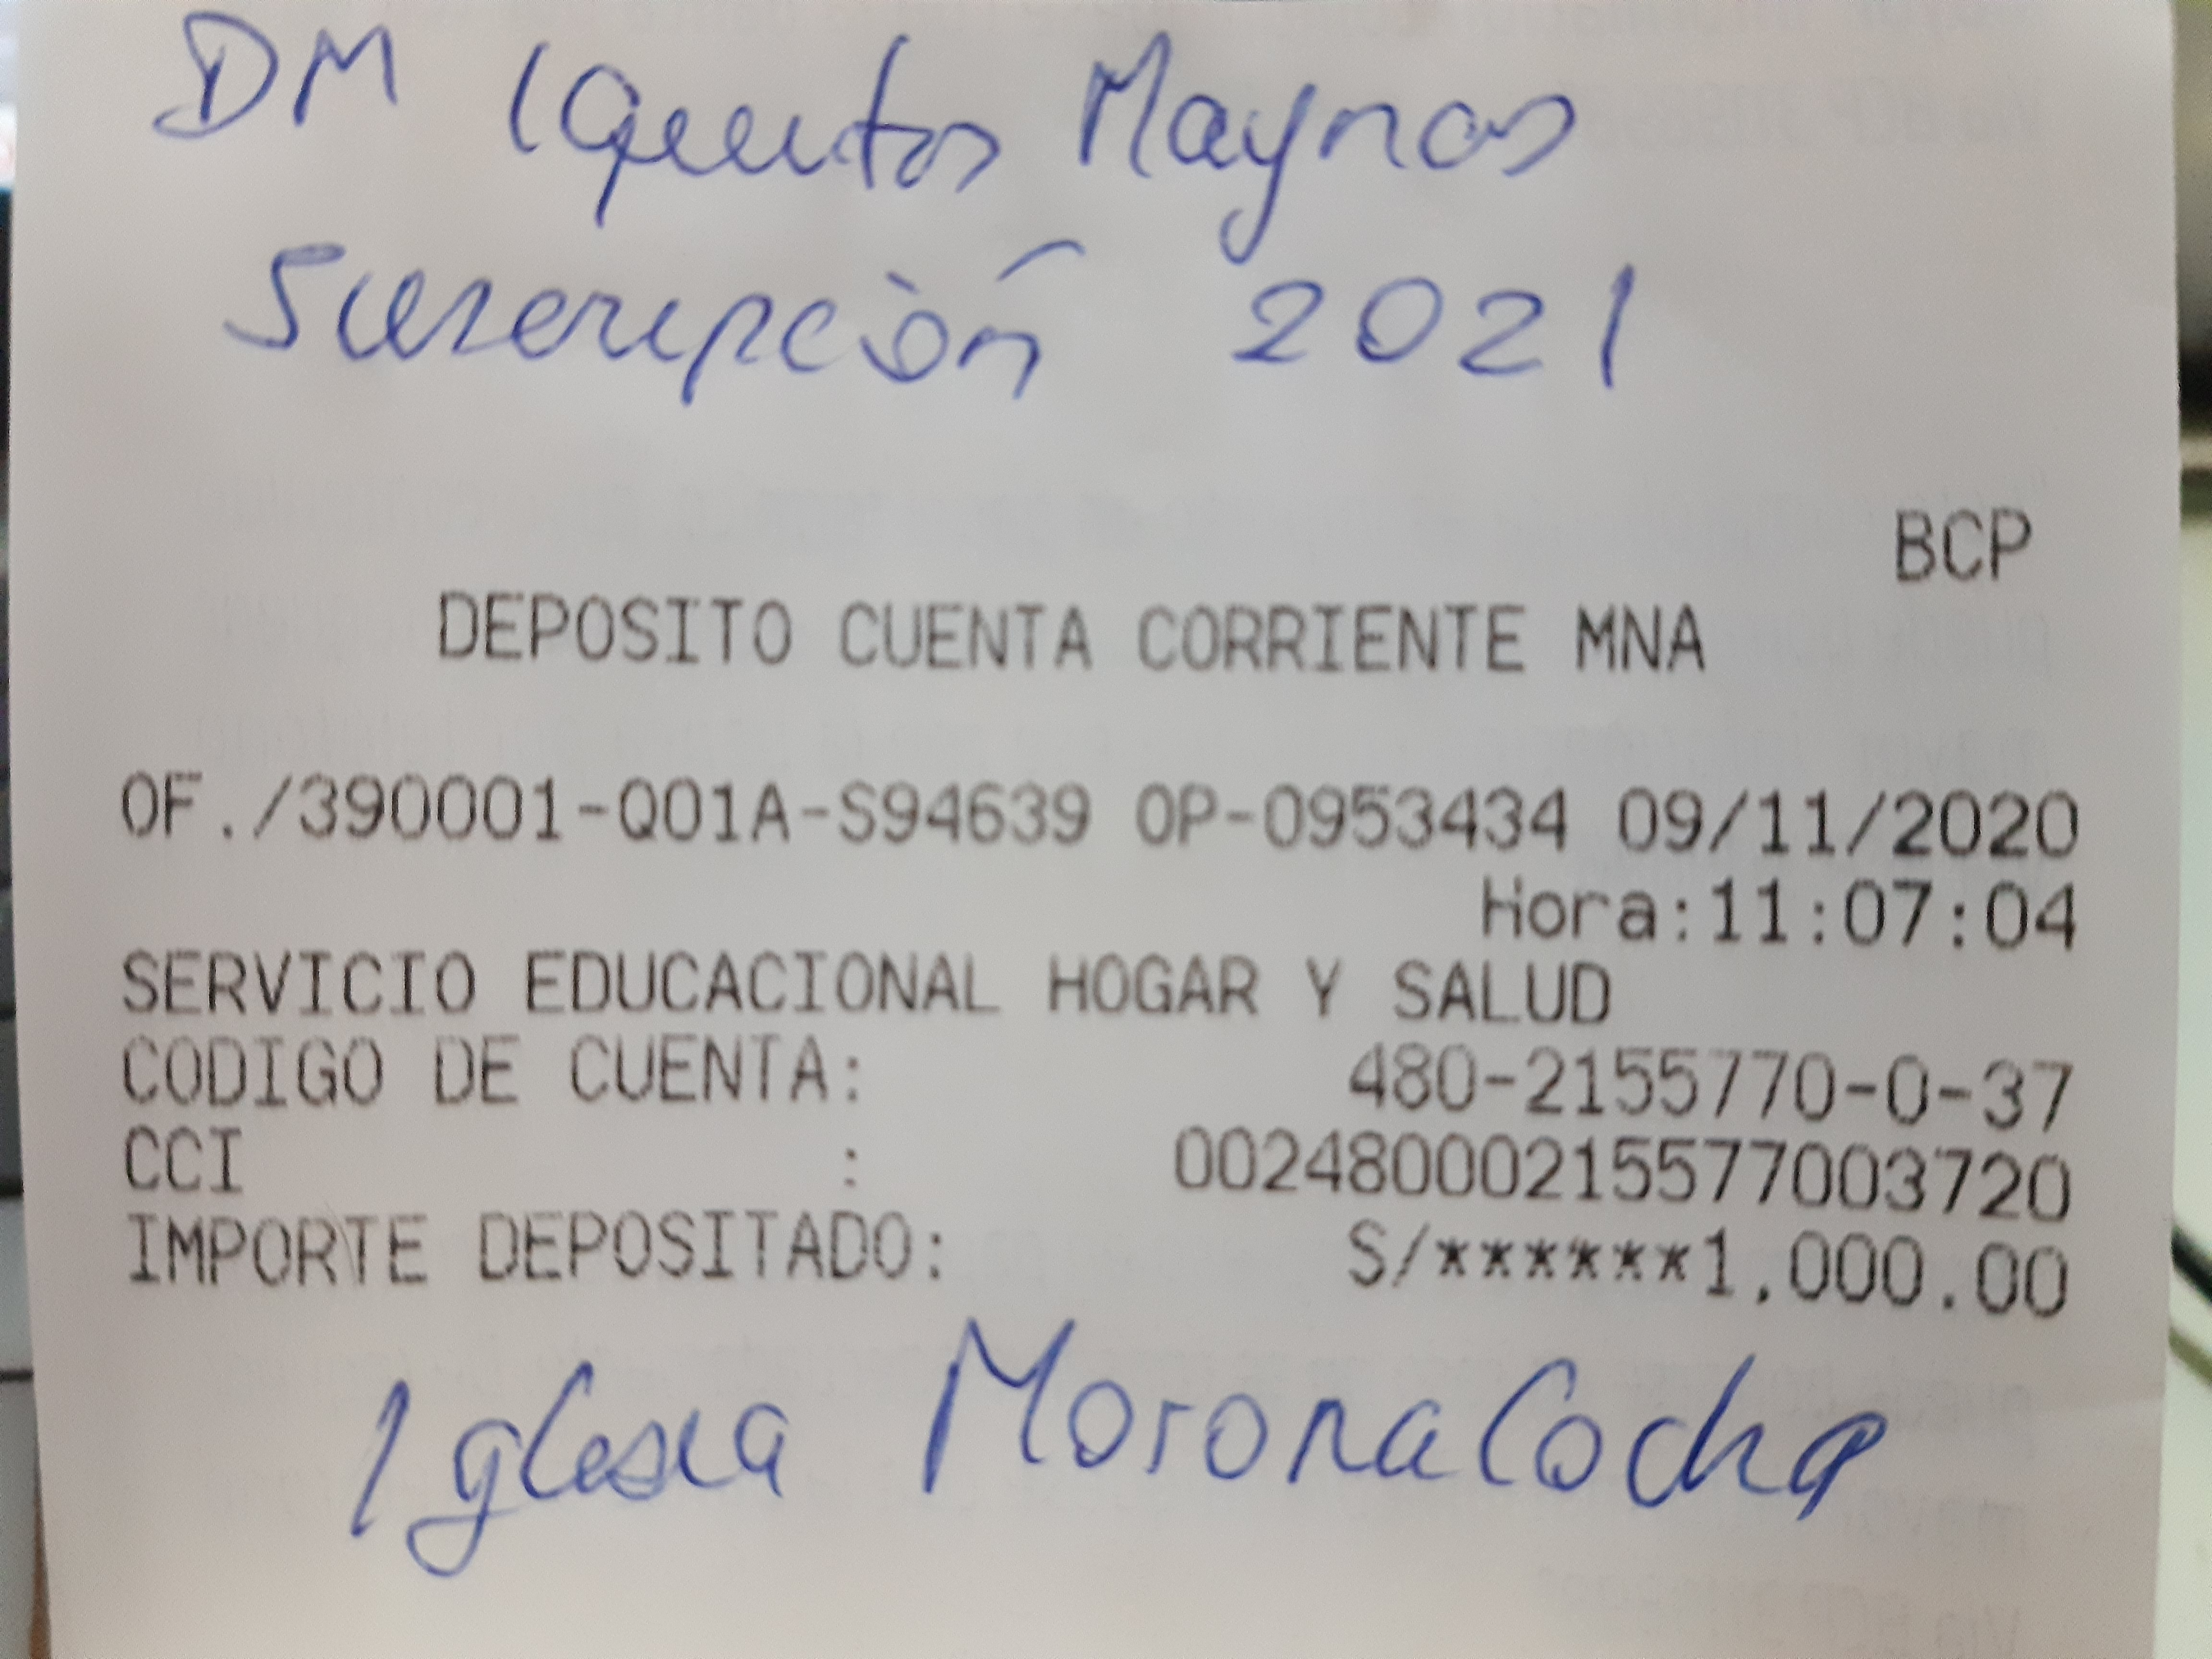 DM Iquitos Maynas
Suscripción 2021
BCP
DEPOSITO CUENTA CORRIENTE MNA
OF./390001-Q01A-S94639 OP-0953434 09/11/2020
Hora:11:07:04
SERVICIO EDUCACIONAL HOGAR Y SALUD
CODIGO DE CUENTA: 480-2155770-0-37
CCI : 00248000215577003720
IMPORTE DEPOSITADO: S/******1,000.00
Iglesia MoronaCocha